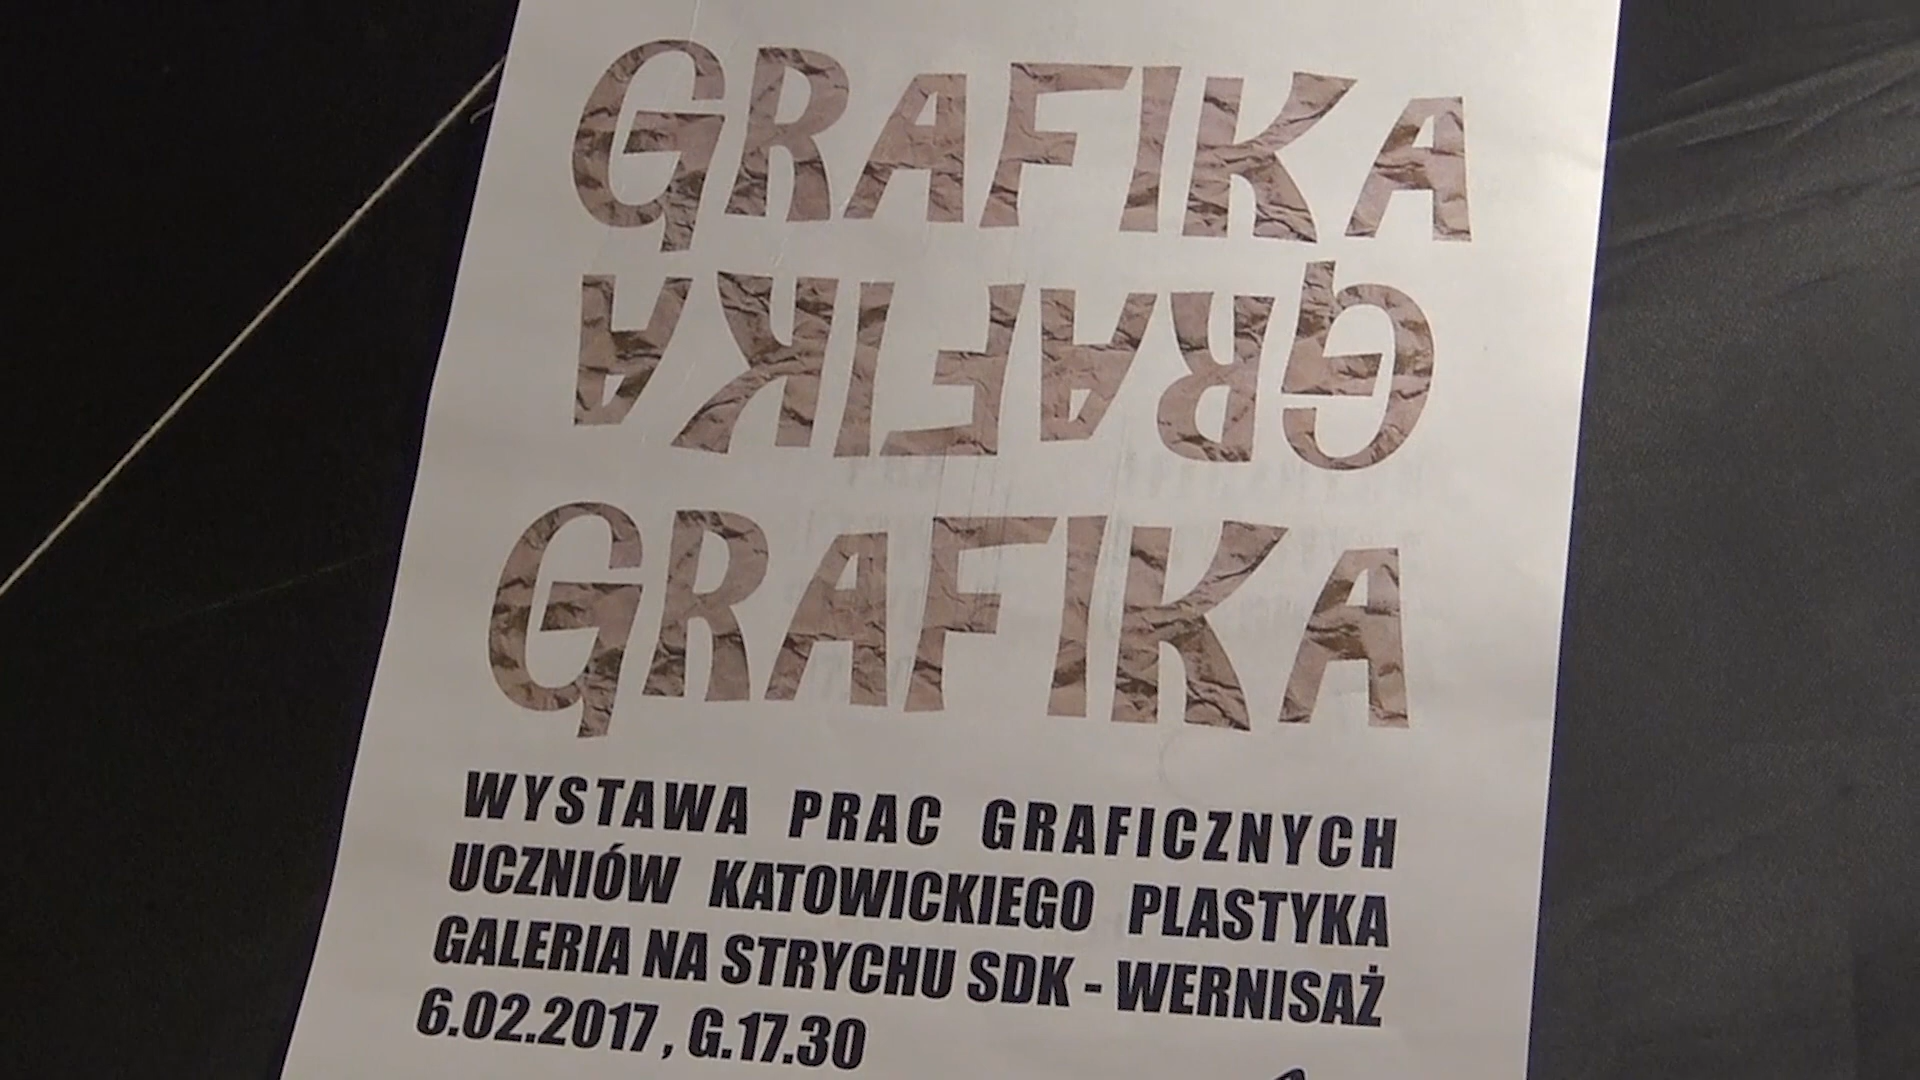 GRAFIKA
GRAFIKA
GRAFIKA
WYSTAWA PRAC GRAFICZNYCH
UCZNIÓW KATOWICKIEGO PLASTYKA
GALERIA NA STRYCHU SDK - WERNISAŻ
6.02.2017, G.17.30